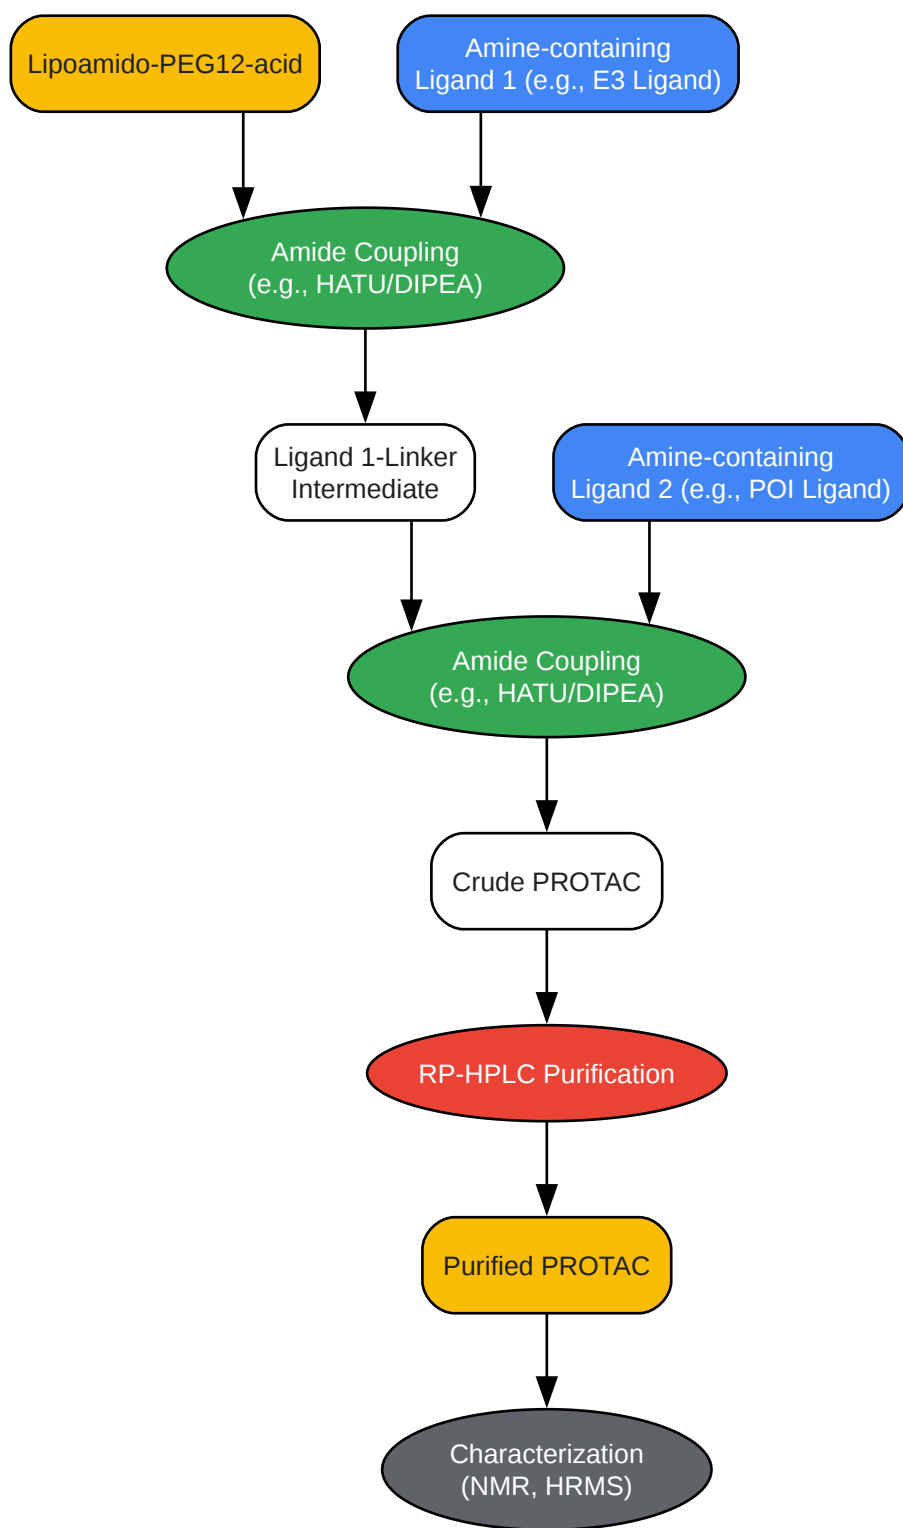 Lipoamido-PEG12-acid
Amine-containing
Ligand 1 (e.g., E3 Ligand)
Amide Coupling
(e.g., HATU/DIPEA)
Ligand 1-Linker
Intermediate
Amine-containing
Ligand 2 (e.g., POI Ligand)
Amide Coupling
(e.g., HATU/DIPEA)
Crude PROTAC
RP-HPLC Purification
Purified PROTAC
Characterization
(NMR, HRMS)